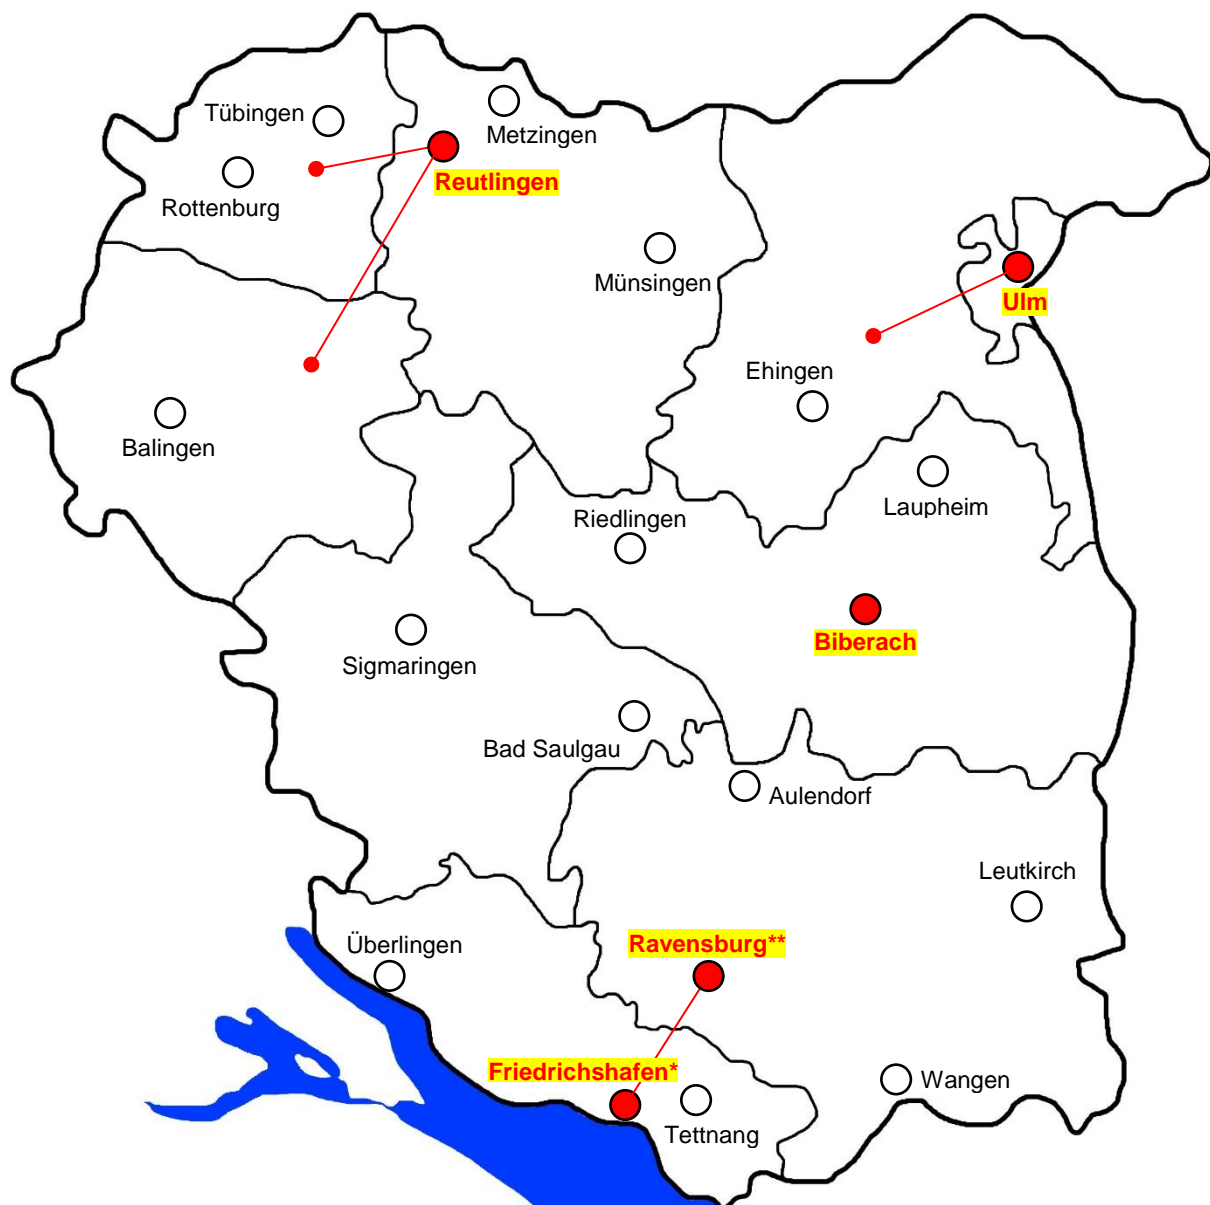 Tübingen
Metzingen
Reutlingen
Rottenburg
Münsingen
Ulm
Ehingen
Balingen
Laupheim
Riedlingen
Biberach
Sigmaringen
Bad Saulgau
Aulendorf
Leutkirch
Überlingen
Ravensburg**
Friedrichshafen*
Wangen
Tettnang